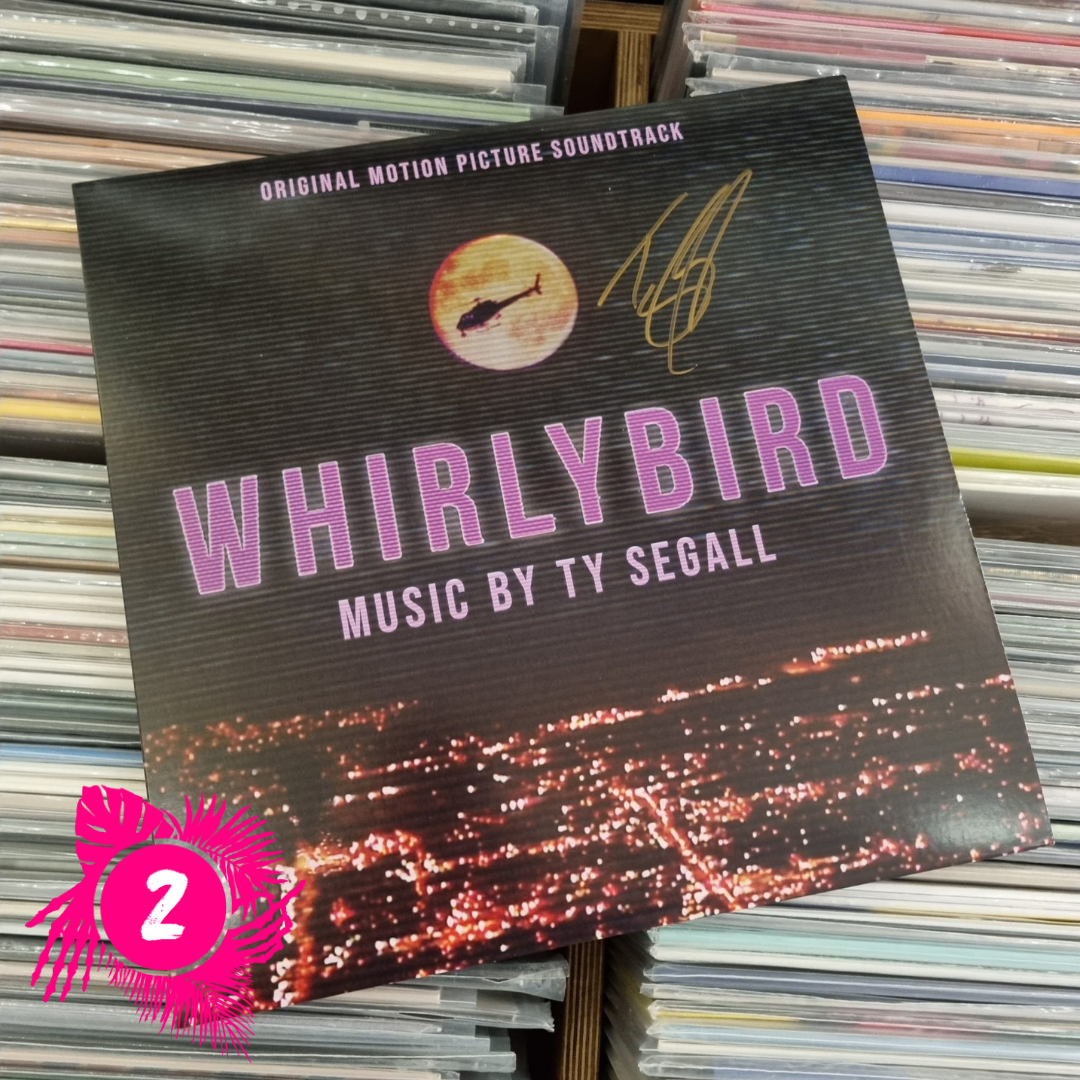 ORIGINAL MOTION PICTURE SOUNDTRACK
WHIRLYBIRD
MUSIC BY TY SEGALL
2